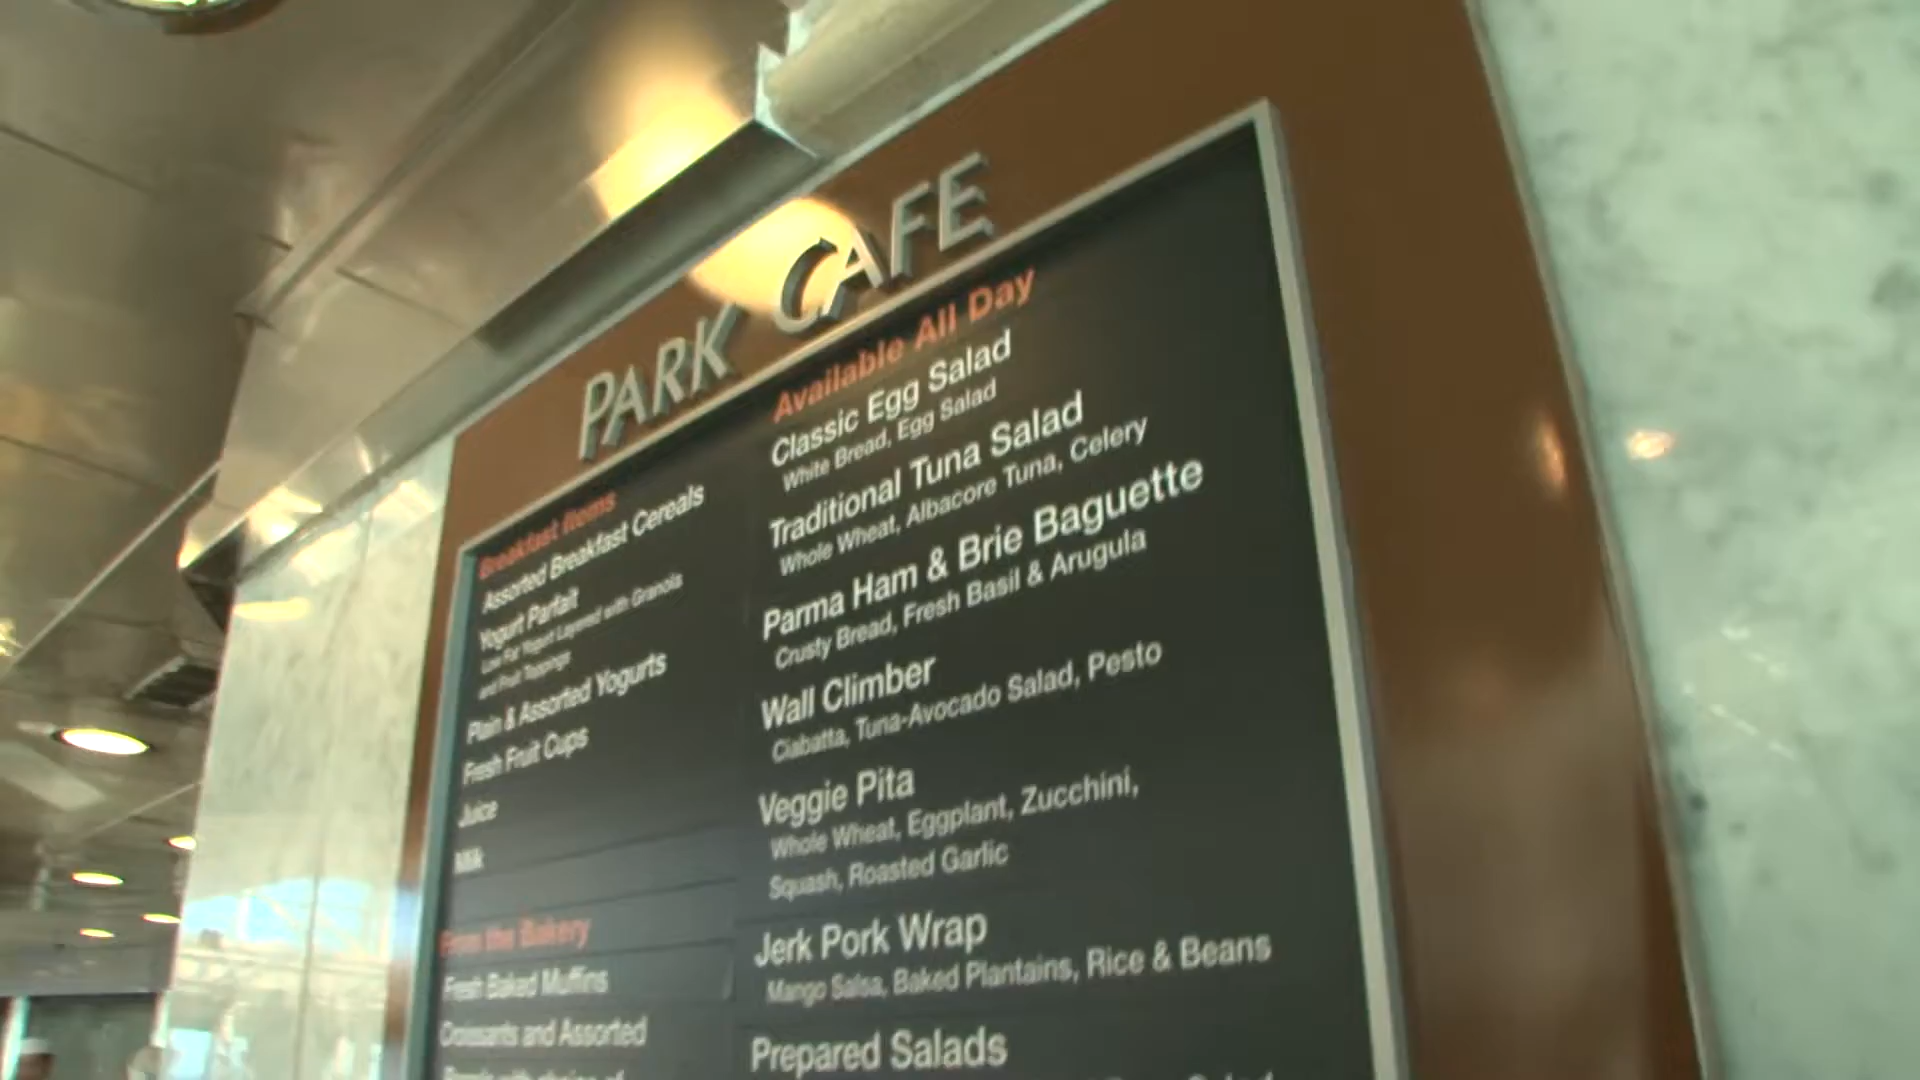 PARK CAFE
Breakfast Items
Assorted Breakfast Cereals
Yogurt Parfait
Low Fat Yogurt Layered with Granola
and Fruit Toppings
Plain & Assorted Yogurts
Fresh Fruit Cups
Juice
Milk
From the Bakery
Fresh Baked Muffins
Croissants and Assorted
Available All Day
Classic Egg Salad
White Bread, Egg Salad
Traditional Tuna Salad
Whole Wheat, Albacore Tuna, Celery
Parma Ham & Brie Baguette
Crusty Bread, Fresh Basil & Arugula
Wall Climber
Ciabatta, Tuna-Avocado Salad, Pesto
Veggie Pita
Whole Wheat, Eggplant, Zucchini,
Squash, Roasted Garlic
Jerk Pork Wrap
Mango Salsa, Baked Plantains, Rice & Beans
Prepared Salads